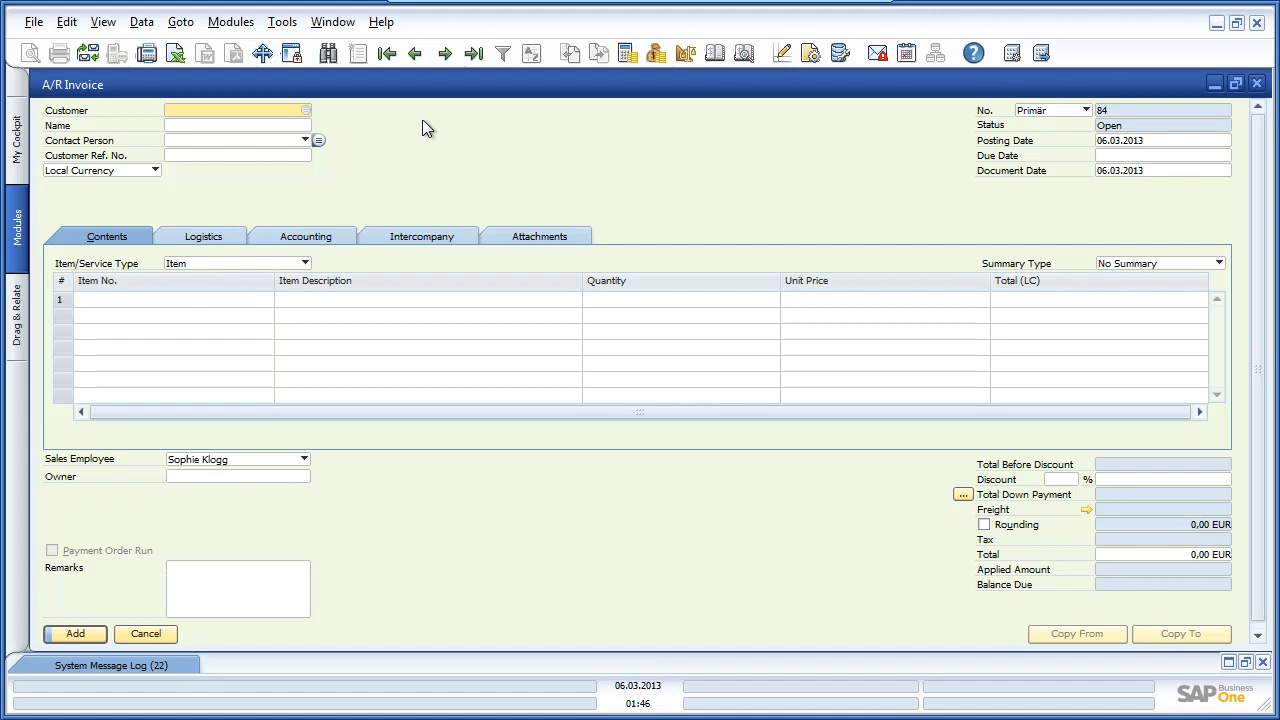 File Edit View Data Goto Modules Tools Window Help
A/R Invoice
My Cockpit
Modules
Drag & Relate
Customer
Name
Contact Person
Customer Ref. No.
Local Currency
No. Primär 84
Status Open
Posting Date 06.03.2013
Due Date
Document Date 06.03.2013
Contents Logistics Accounting Intercompany Attachments
Item/Service Type Item Summary Type No Summary
# Item No. Item Description Quantity Unit Price Total (LC)
1
Sales Employee Sophie Klogg
Owner
Payment Order Run
Remarks
Total Before Discount
Discount %
... Total Down Payment
Freight
Rounding 0,00 EUR
Tax
Total 0,00 EUR
Applied Amount
Balance Due
Add Cancel Copy From Copy To
System Message Log (22)
06.03.2013
01:46
SAP Business One